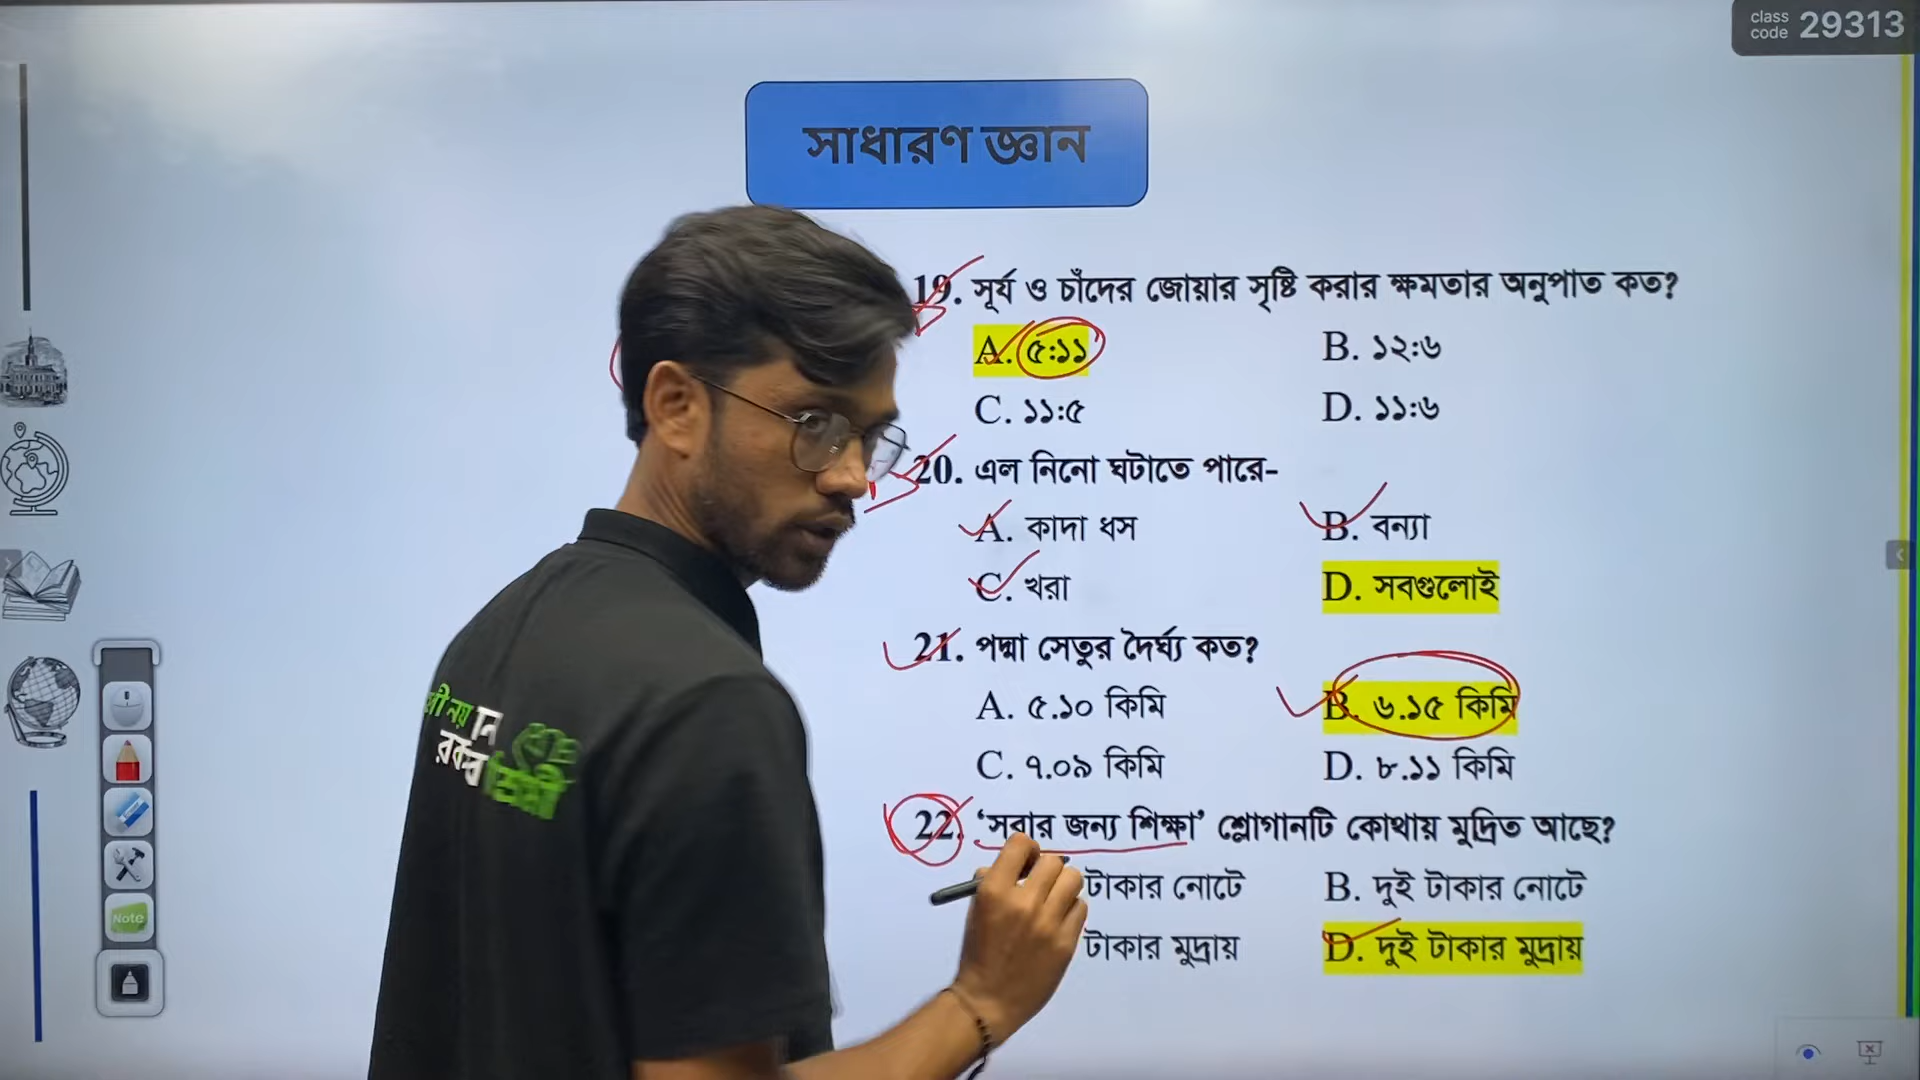 class
code 29313
সাধারণ জ্ঞান
19. সূর্য ও চাঁদের জোয়ার সৃষ্টি করার ক্ষমতার অনুপাত কত?
A. ৫:১১ B. ১২:৬
C. ১১:৫ D. ১১:৬
20. এল নিনো ঘটাতে পারে-
A. কাদা ধস B. বন্যা
C. খরা D. সবগুলোই
21. পদ্মা সেতুর দৈর্ঘ্য কত?
A. ৫.১০ কিমি B. ৬.১৫ কিমি
C. ৭.০৯ কিমি D. ৮.১১ কিমি
22. ‘সবার জন্য শিক্ষা’ শ্লোগানটি কোথায় মুদ্রিত আছে?
টাকার নোটে B. দুই টাকার নোটে
টাকার মুদ্রায় D. দুই টাকার মুদ্রায়
Note